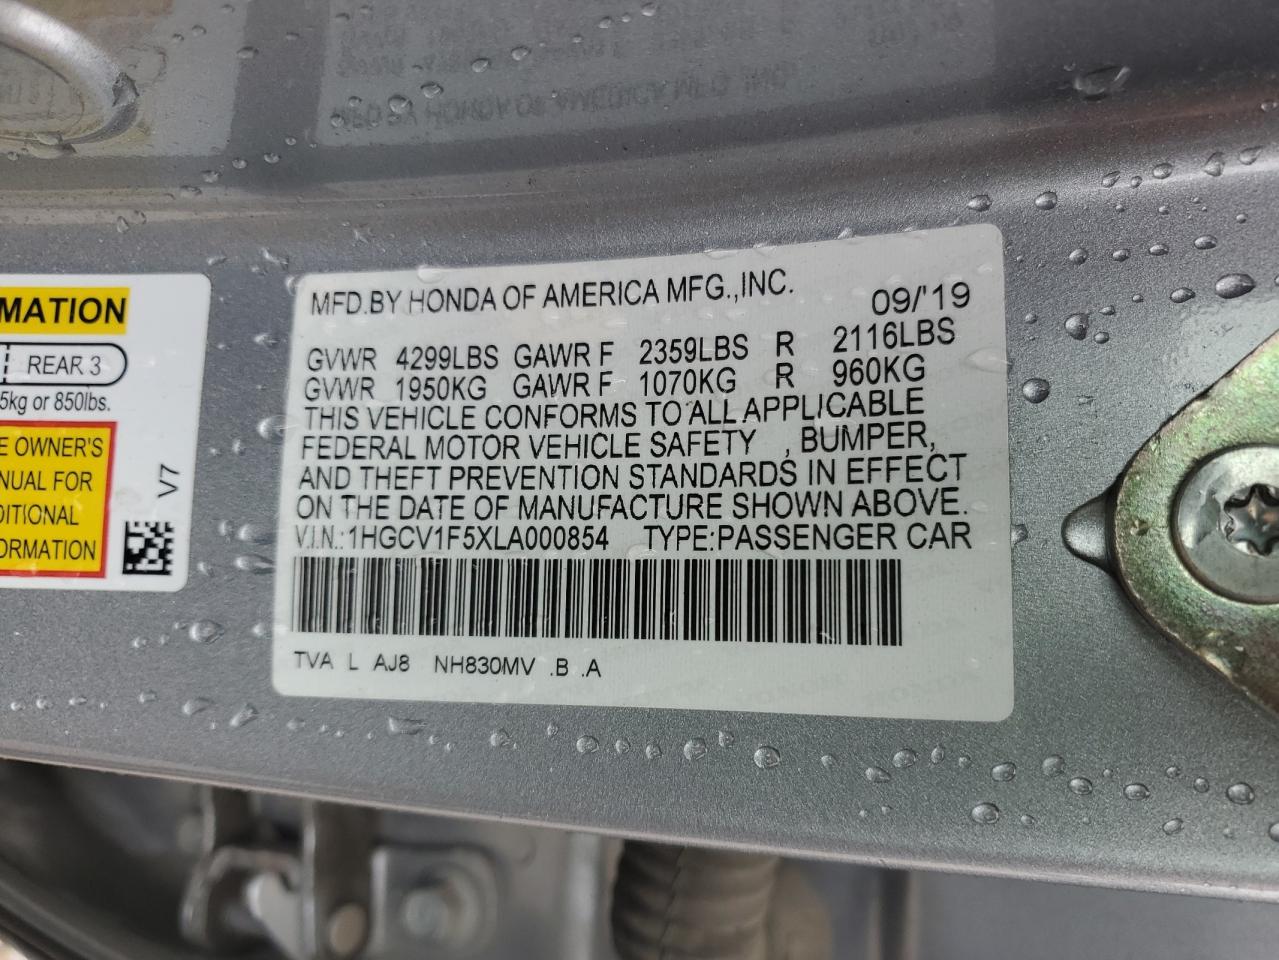 MATION
REAR 3
5kg or 850lbs.
E OWNER'S
NUAL FOR
DITIONAL
FORMATION
V7
MFD.BY HONDA OF AMERICA MFG.,INC. 09/'19
GVWR 4299LBS GAWR F 2359LBS R 2116LBS
GVWR 1950KG GAWR F 1070KG R 960KG
THIS VEHICLE CONFORMS TO ALL APPLICABLE
FEDERAL MOTOR VEHICLE SAFETY , BUMPER,
AND THEFT PREVENTION STANDARDS IN EFFECT
ON THE DATE OF MANUFACTURE SHOWN ABOVE.
V.I.N.:1HGCV1F5XLA000854 TYPE:PASSENGER CAR
TVA L AJ8 NH830MV .B .A